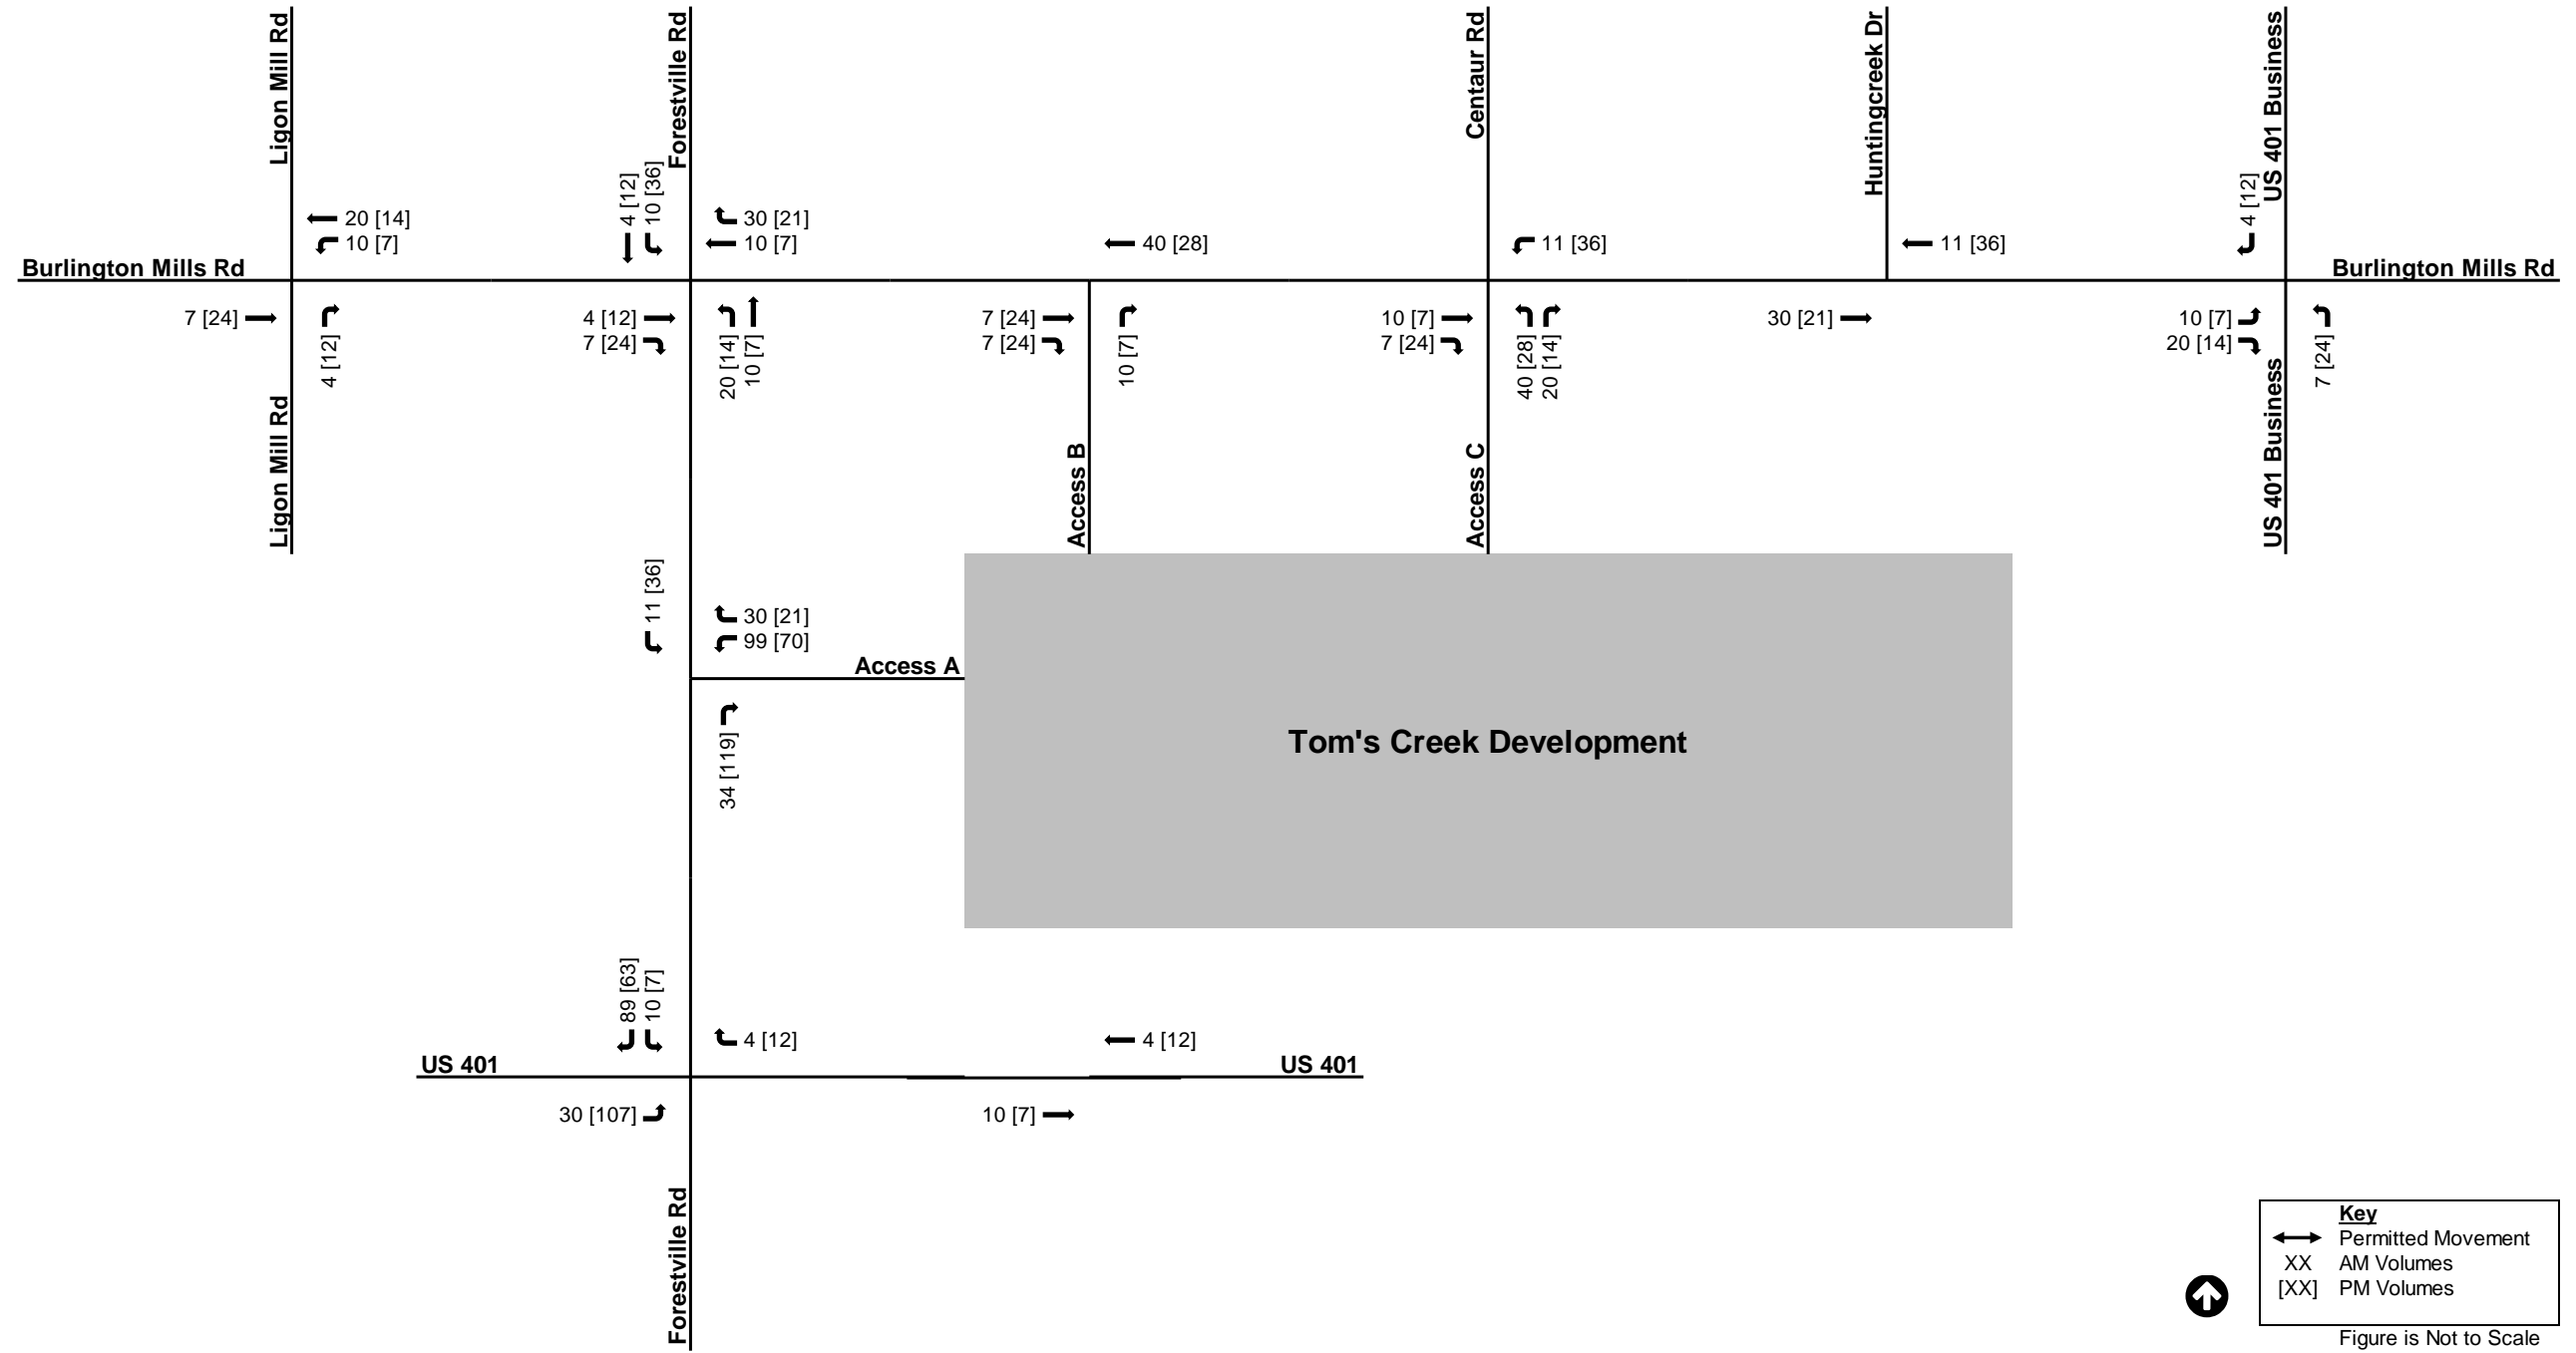 Ligon Mill Rd
Forestville Rd
Centaur Rd
Huntingcreek Dr
US 401 Business
4 [12]
10 [36]
4 [12]
20 [14]
10 [7]
30 [21]
10 [7]
40 [28]
11 [36]
11 [36]
Burlington Mills Rd
Burlington Mills Rd
7 [24]
4 [12]
4 [12]
7 [24]
20 [14]
10 [7]
7 [24]
7 [24]
10 [7]
10 [7]
7 [24]
40 [28]
20 [14]
30 [21]
10 [7]
20 [14]
7 [24]
Ligon Mill Rd
Access B
Access C
US 401 Business
11 [36]
30 [21]
99 [70]
Access A
34 [119]
Tom's Creek Development
89 [63]
10 [7]
4 [12]
4 [12]
US 401
US 401
30 [107]
10 [7]
Forestville Rd
Key
Permitted Movement
XX AM Volumes
[XX] PM Volumes
Figure is Not to Scale